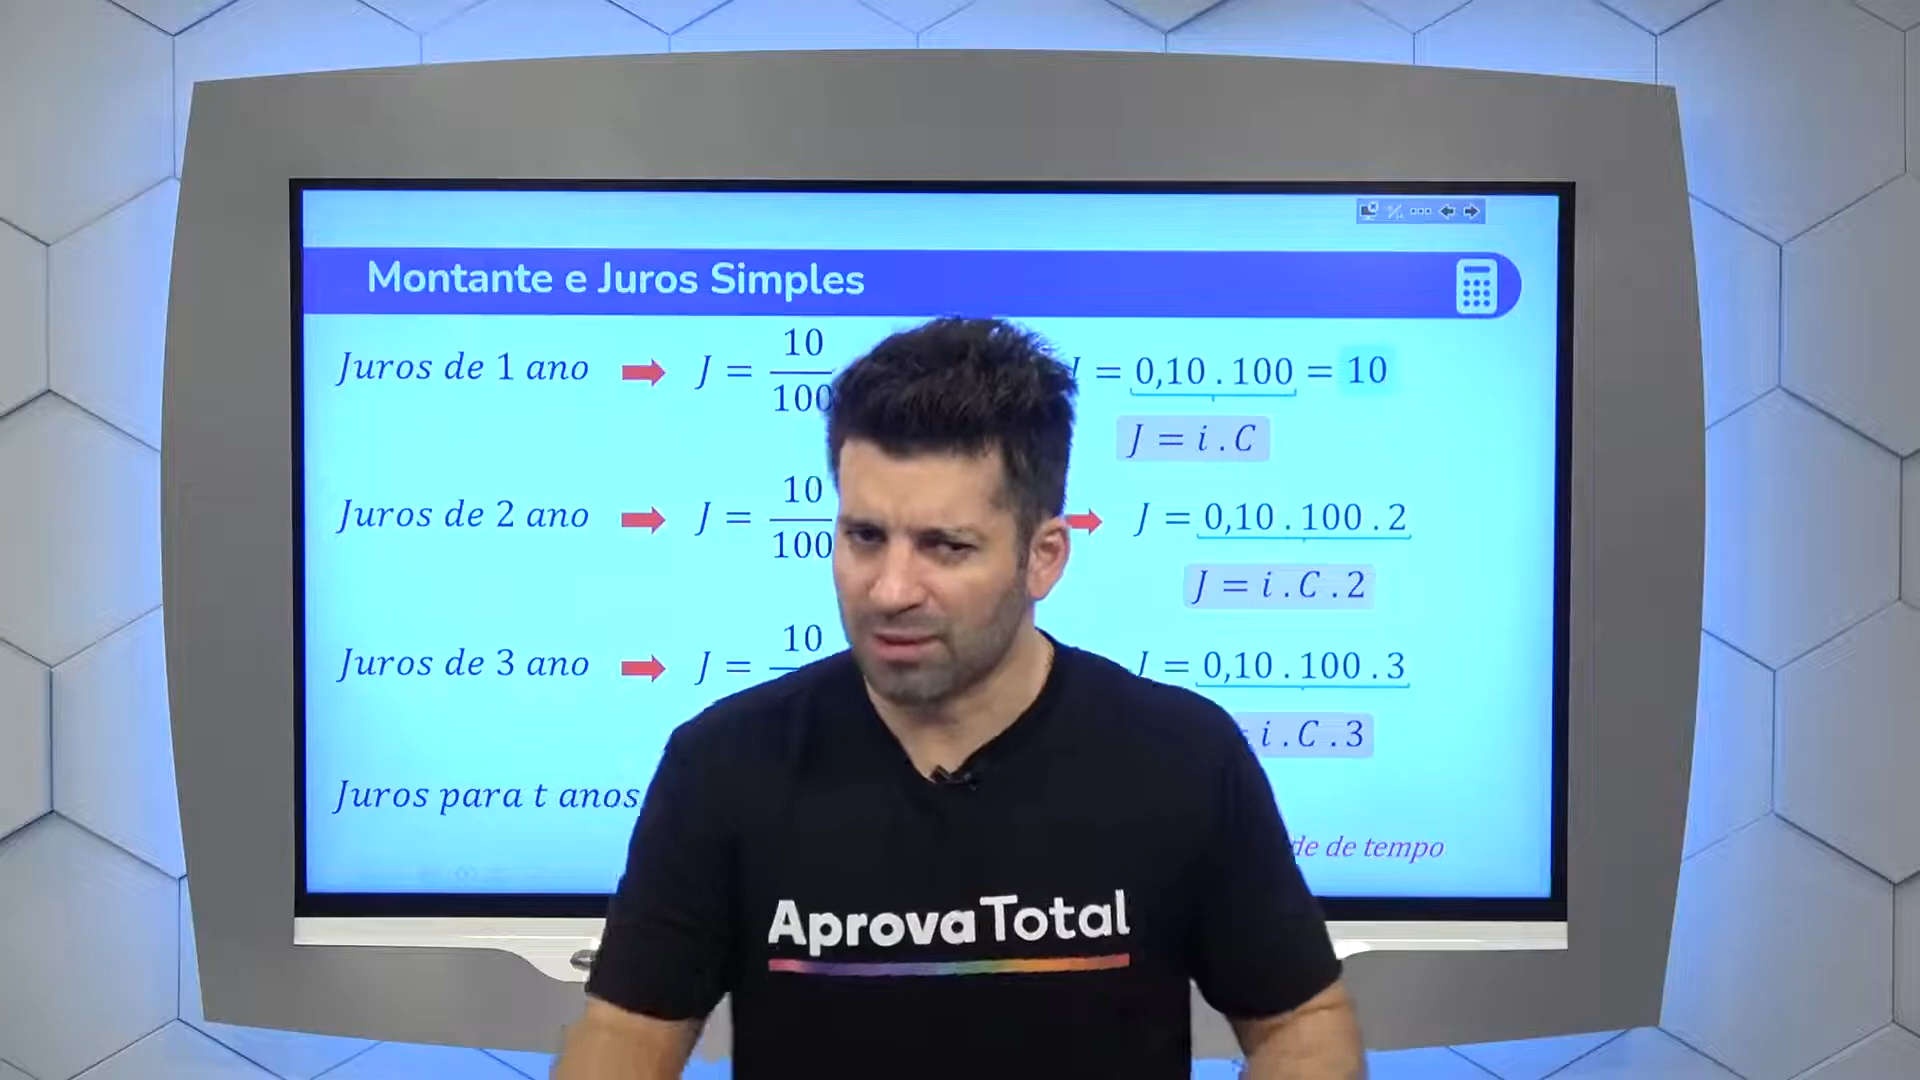 Montante e Juros Simples
Juros de 1 ano J = 10/100 = 0,10 . 100 = 10
J = i . C
Juros de 2 ano J = 10/100 J = 0,10 . 100 . 2
J = i . C . 2
Juros de 3 ano J = 10 J = 0,10 . 100 . 3
i . C . 3
Juros para t anos
de tempo
AprovaTotal